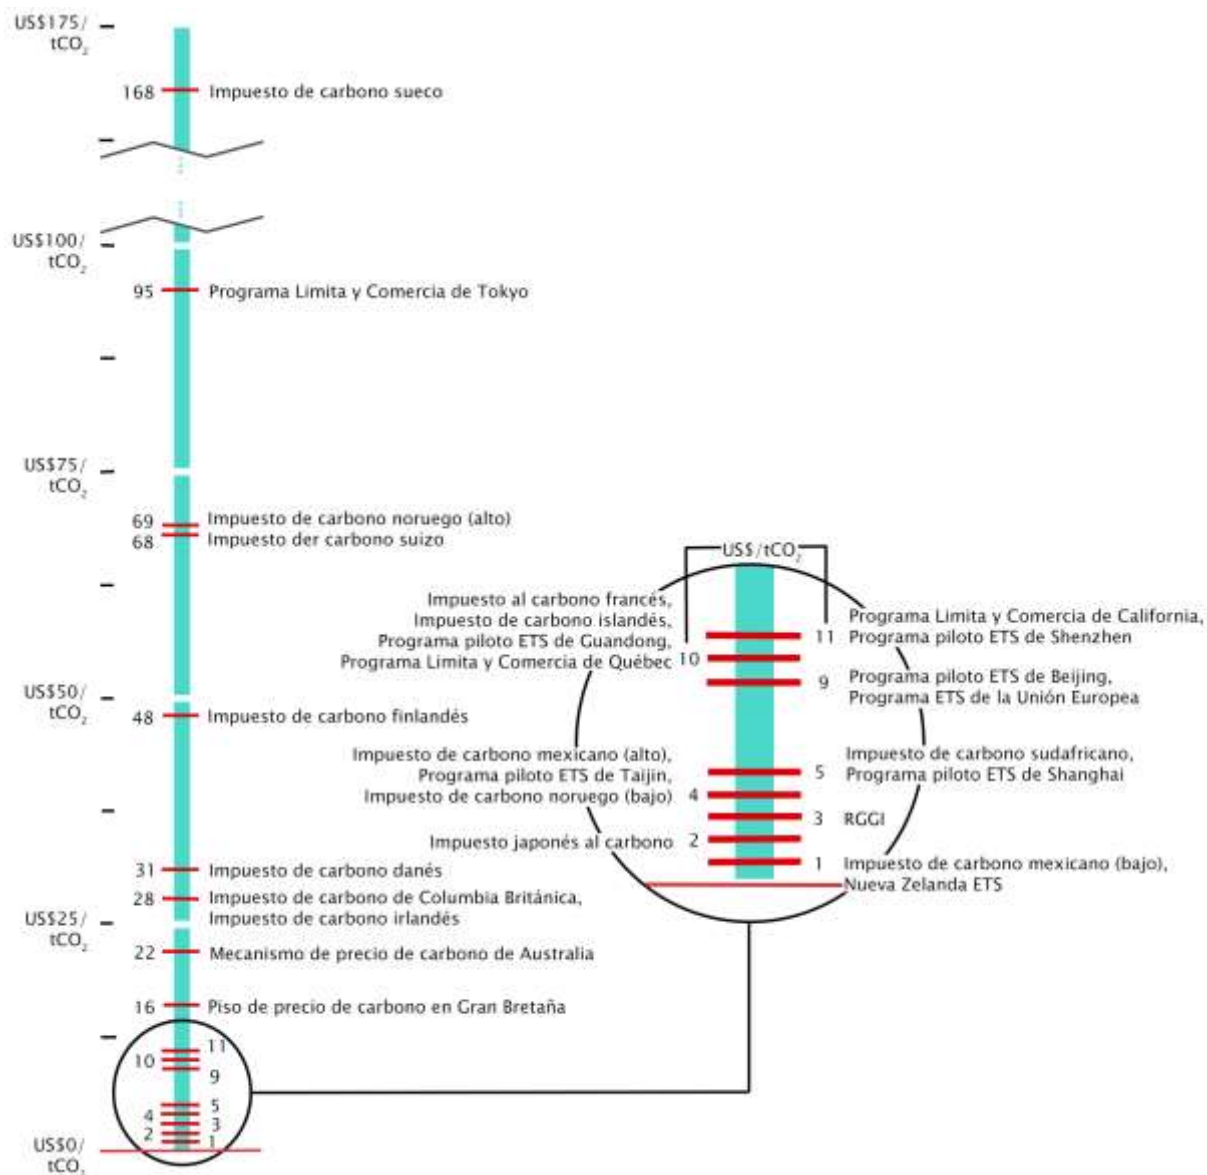 US$175/
tCO₂
168 Impuesto de carbono sueco
US$100/
tCO₂
95 Programa Limita y Comercia de Tokyo
US$75/
tCO₂
69 Impuesto de carbono noruego (alto)
68 Impuesto der carbono suizo
US$50/
tCO₂
48 Impuesto de carbono finlandés
31 Impuesto de carbono danés
28 Impuesto de carbono de Columbia Británica,
Impuesto de carbono irlandés
US$25/
tCO₂
22 Mecanismo de precio de carbono de Australia
16 Piso de precio de carbono en Gran Bretaña
11
10
9
5
4
3
2
1
US$0/
tCO₂
US$/tCO₂
Impuesto al carbono francés,
Impuesto de carbono islandés,
Programa piloto ETS de Guandong,
Programa Limita y Comercia de Québec 10
11 Programa Limita y Comercia de California,
Programa piloto ETS de Shenzhen
9 Programa piloto ETS de Beijing,
Programa ETS de la Unión Europea
Impuesto de carbono mexicano (alto),
Programa piloto ETS de Taijin,
Impuesto de carbono noruego (bajo) 4
5 Impuesto de carbono sudafricano,
Programa piloto ETS de Shanghai
3 RGGI
Impuesto japonés al carbono 2
1 Impuesto de carbono mexicano (bajo),
Nueva Zelanda ETS